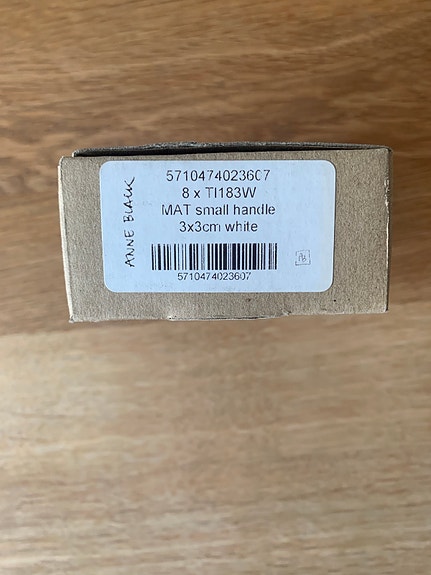 5710474023607
8 x TI183W
MAT small handle
3x3cm white
5710474023607
ANNE BLACK